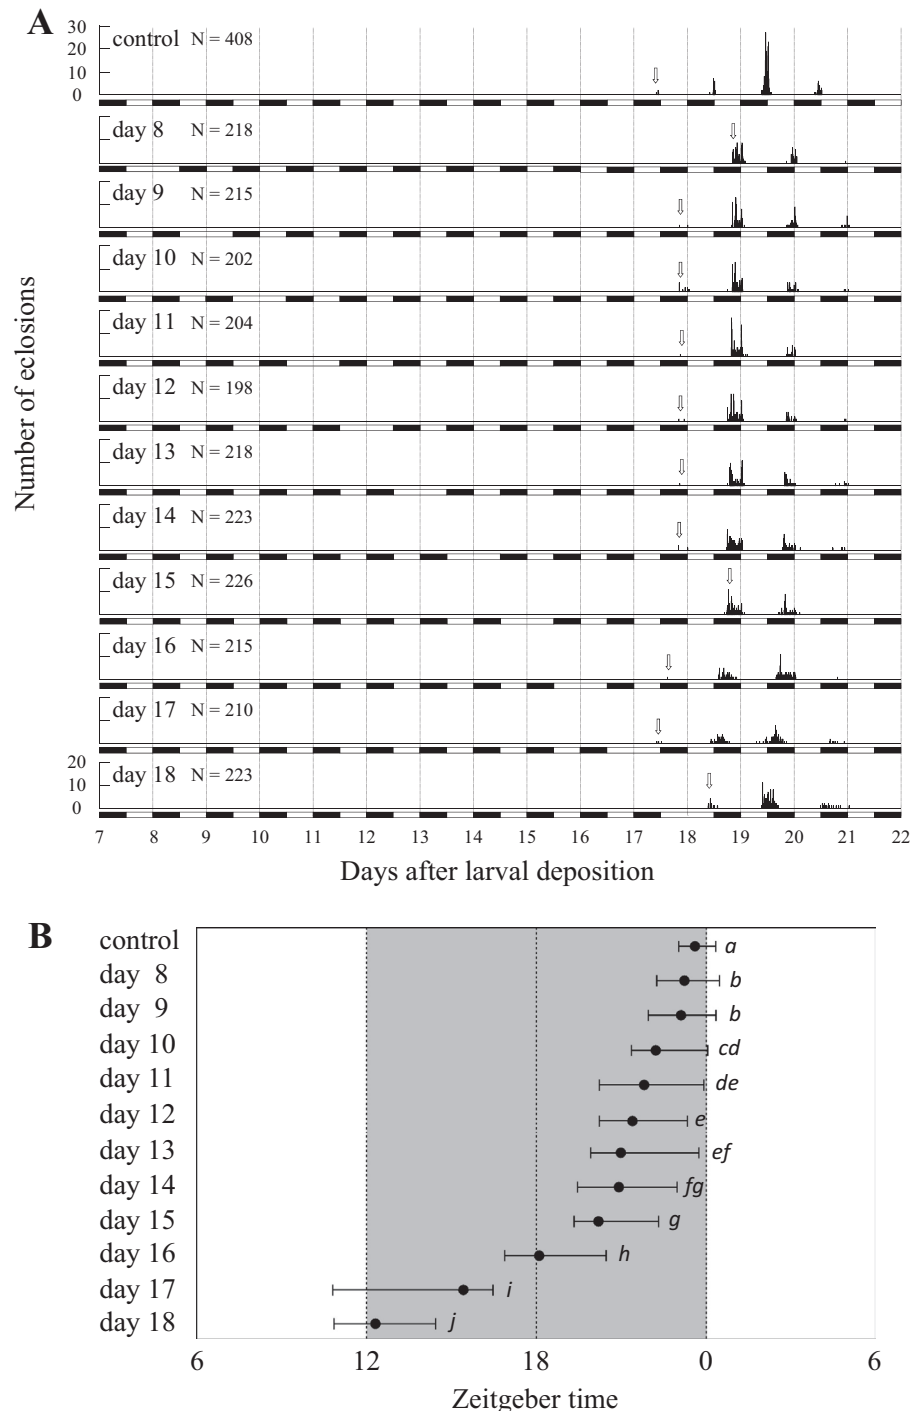 A
30
20
10
0
control N = 408
day 8 N = 218
day 9 N = 215
day 10 N = 202
day 11 N = 204
day 12 N = 198
day 13 N = 218
day 14 N = 223
day 15 N = 226
day 16 N = 215
day 17 N = 210
day 18 N = 223
20
10
0
Number of eclosions
7 8 9 10 11 12 13 14 15 16 17 18 19 20 21 22
Days after larval deposition
B
control a
day 8 b
day 9 b
day 10 cd
day 11 de
day 12 e
day 13 ef
day 14 fg
day 15 g
day 16 h
day 17 i
day 18 j
6 12 18 0 6
Zeitgeber time